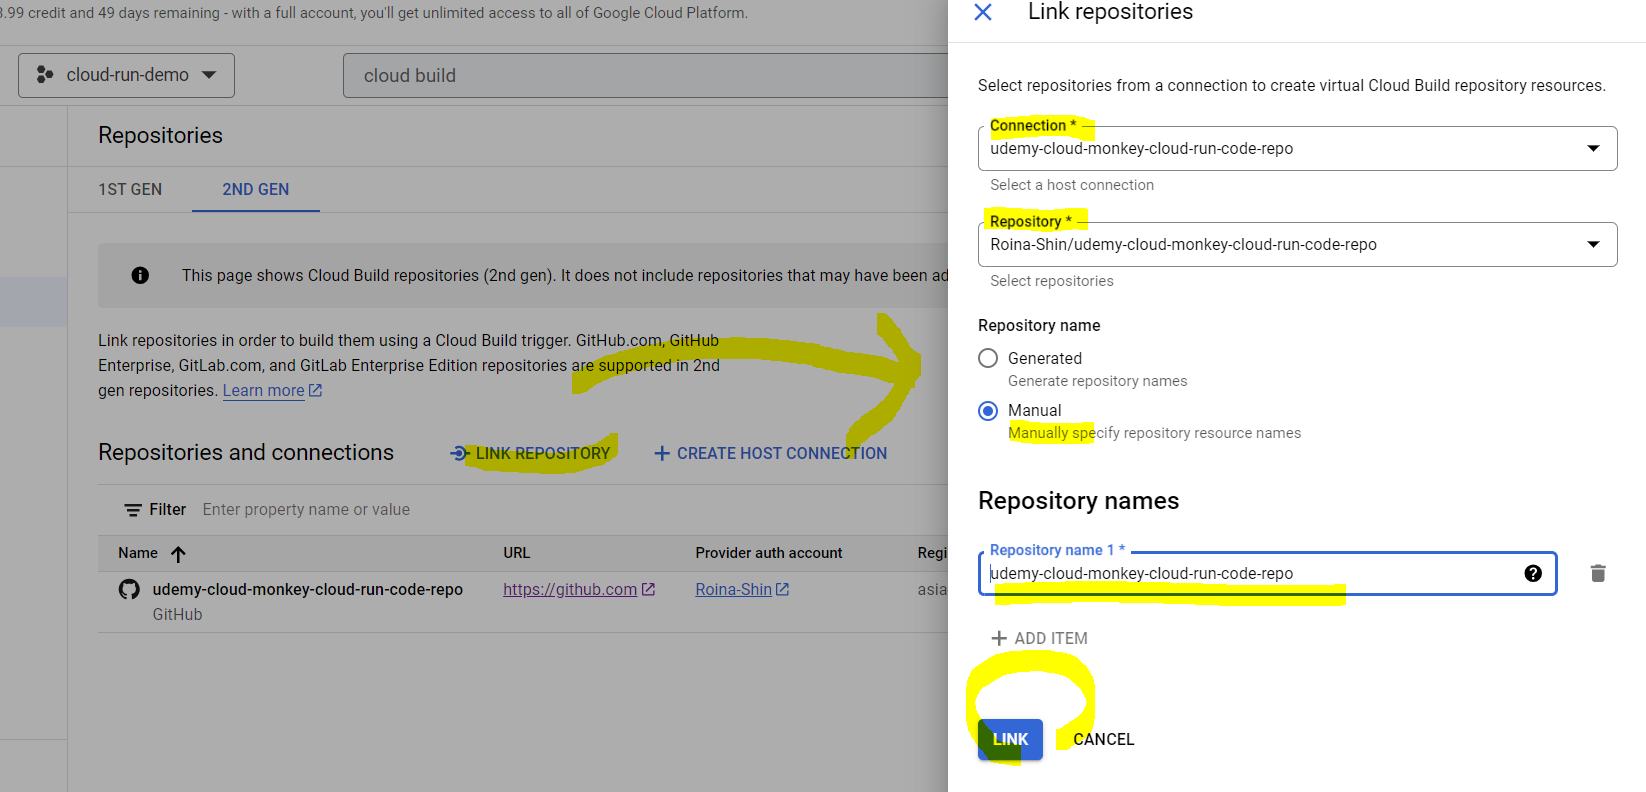 3.99 credit and 49 days remaining - with a full account, you'll get unlimited access to all of Google Cloud Platform.
cloud-run-demo
cloud build
Repositories
1ST GEN
2ND GEN
This page shows Cloud Build repositories (2nd gen). It does not include repositories that may have been ad
Link repositories in order to build them using a Cloud Build trigger. GitHub.com, GitHub
Enterprise, GitLab.com, and GitLab Enterprise Edition repositories are supported in 2nd
gen repositories. Learn more
Repositories and connections
LINK REPOSITORY
CREATE HOST CONNECTION
Filter Enter property name or value
Name URL Provider auth account Regi
udemy-cloud-monkey-cloud-run-code-repo https://github.com Roina-Shin asia
GitHub
Link repositories
Select repositories from a connection to create virtual Cloud Build repository resources.
Connection *
udemy-cloud-monkey-cloud-run-code-repo
Select a host connection
Repository *
Roina-Shin/udemy-cloud-monkey-cloud-run-code-repo
Select repositories
Repository name
Generated
Generate repository names
Manual
Manually specify repository resource names
Repository names
Repository name 1 *
udemy-cloud-monkey-cloud-run-code-repo
ADD ITEM
LINK
CANCEL